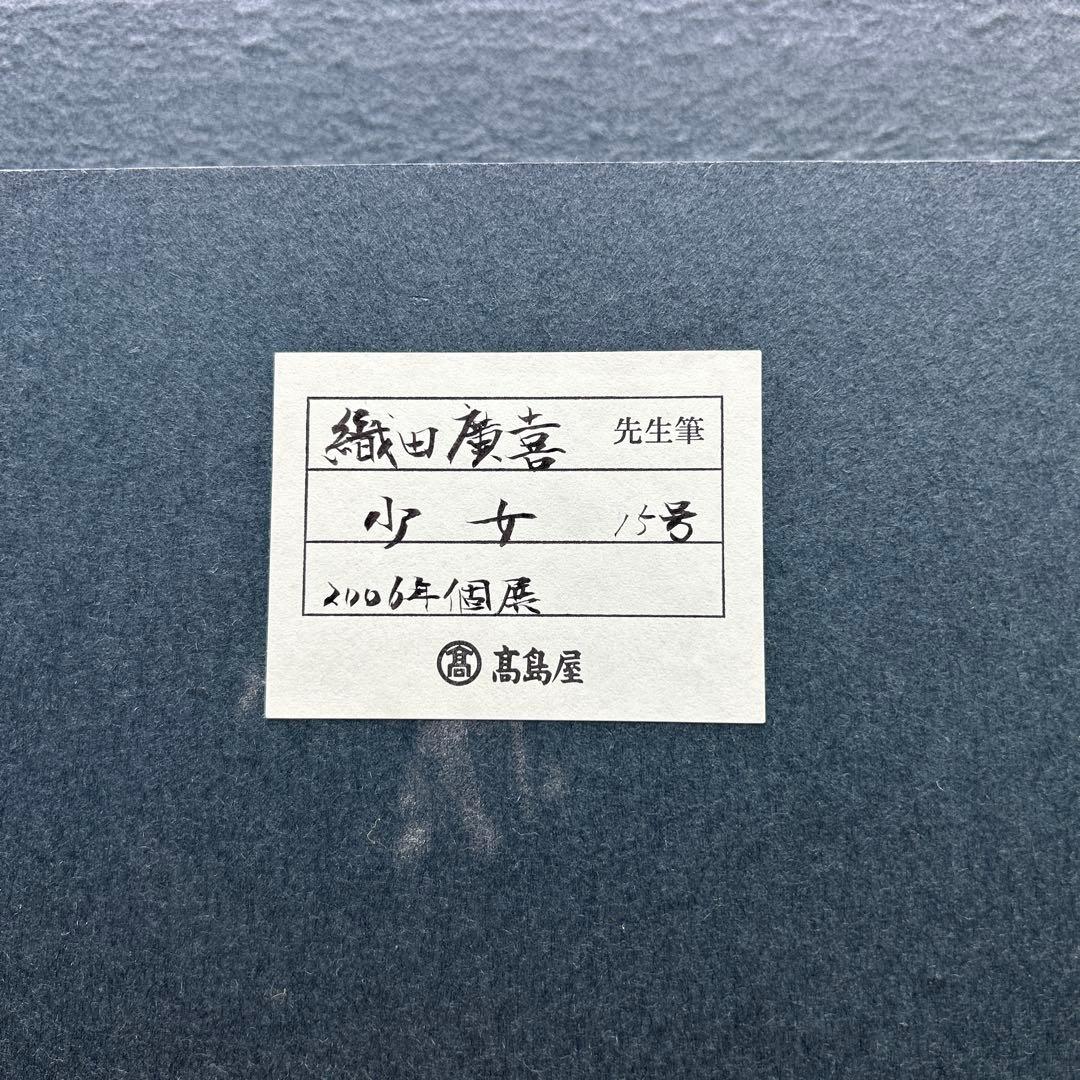 織田廣喜 先生筆
少女 15号
2006年個展
髙 髙島屋